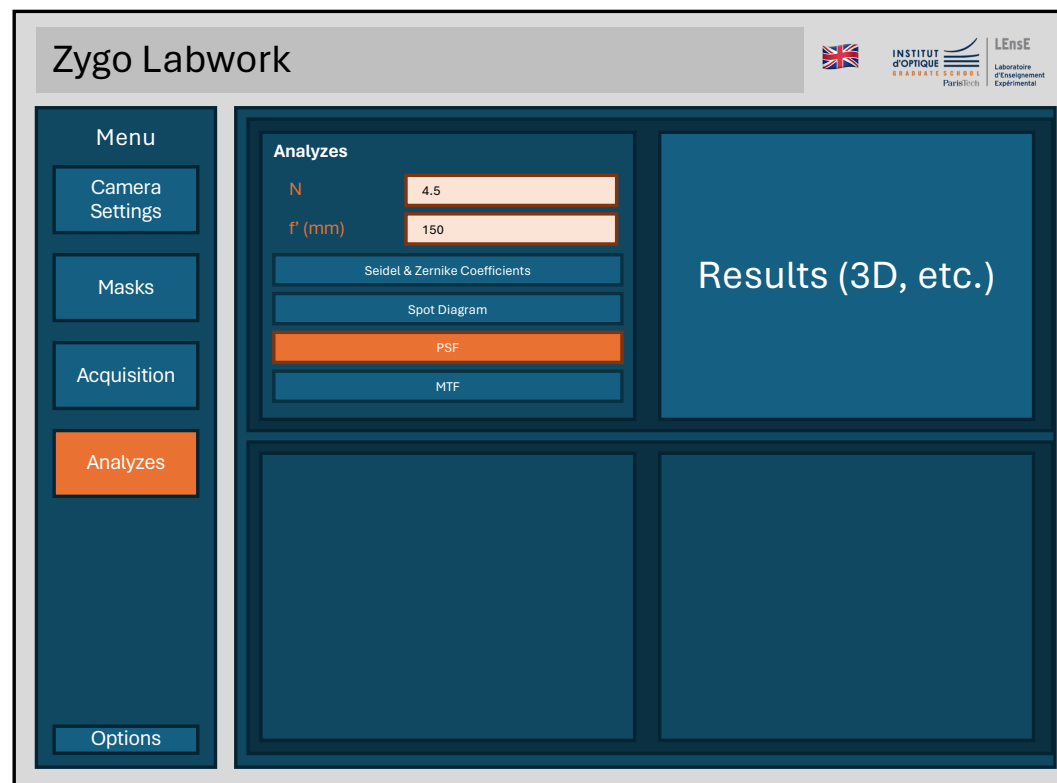 Zygo Labwork
INSTITUT
d'OPTIQUE
GRADUATE SCHOOL
ParisTech
LEnsE
Laboratoire
d'Enseignement
Expérimental
Menu
Camera
Settings
Masks
Acquisition
Analyzes
Options
Analyzes
N
4.5
f' (mm)
150
Seidel & Zernike Coefficients
Spot Diagram
PSF
MTF
Results (3D, etc.)